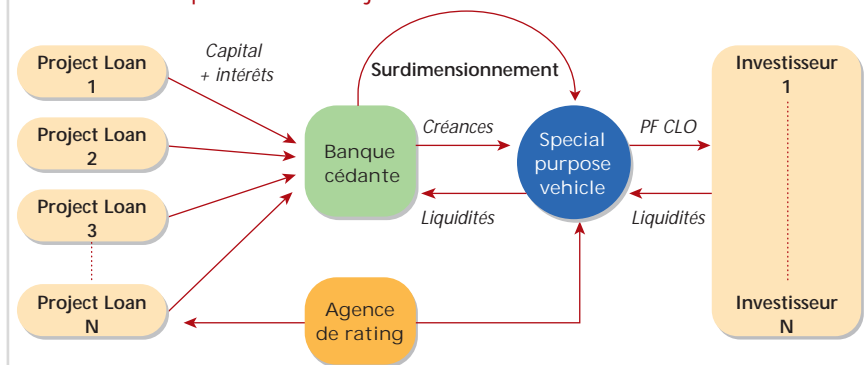 Capital
+ intérêts
Project Loan
1
Surdimensionnement
Investisseur
1
Project Loan
2
Banque
cédante
Créances
Special
purpose
vehicle
PF CLO
Project Loan
3
Liquidités
Liquidités
Project Loan
N
Agence
de rating
Investisseur
N